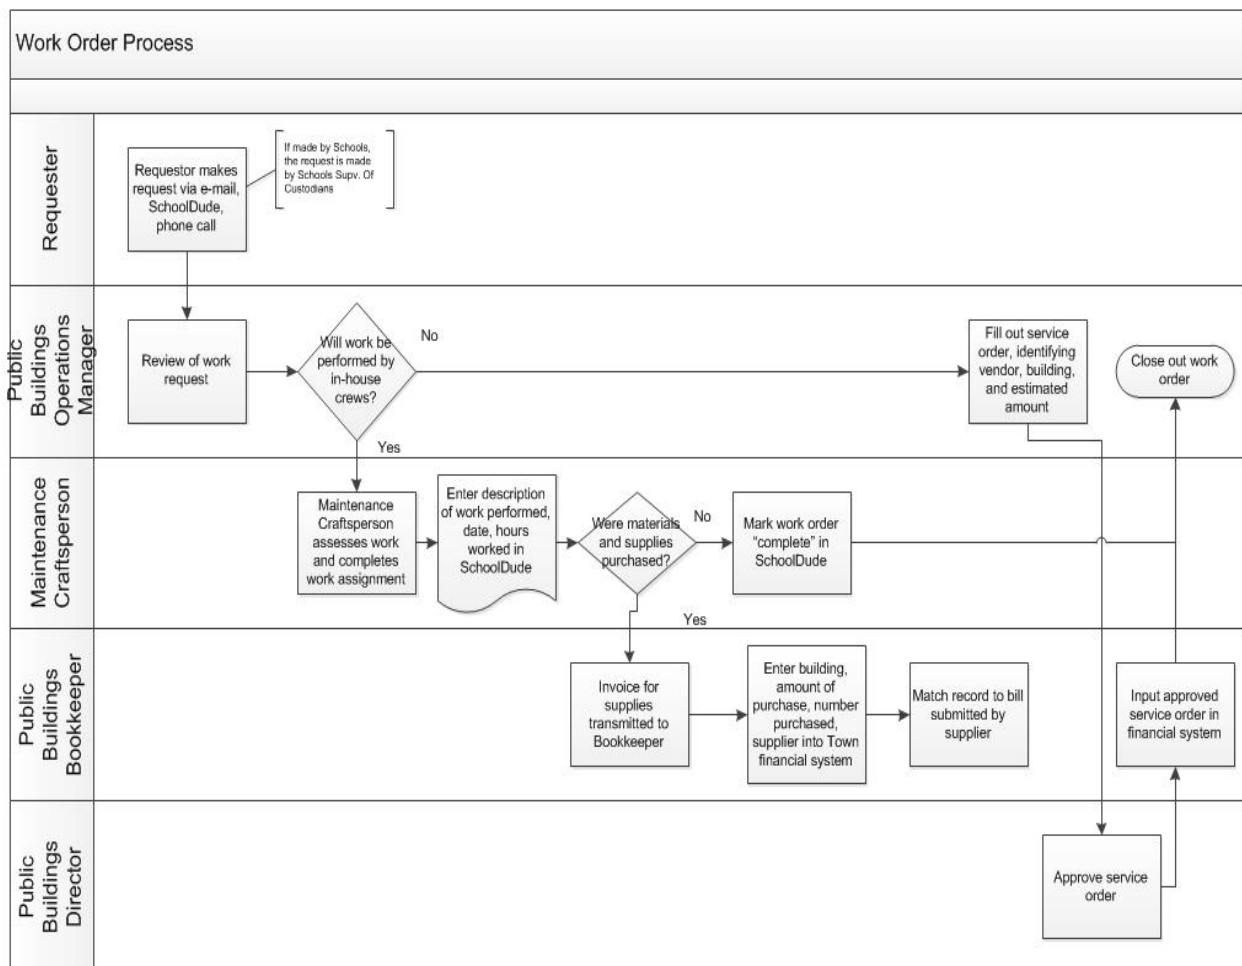 Work Order Process
Requester
Requestor makes
request via e-mail,
SchoolDude,
phone call
If made by Schools,
the request is made
by Schools Supv. Of
Custodians
Public
Buildings
Operations
Manager
Review of work
request
Will work be
performed by
in-house
crews?
No
Yes
Fill out service
order, identifying
vendor, building,
and estimated
amount
Close out work
order
Maintenance
Craftsperson
Maintenance
Craftsperson
assesses work
and completes
work assignment
Enter description
of work performed,
date, hours
worked in
SchoolDude
Were materials
and supplies
purchased?
No
Yes
Mark work order
“complete” in
SchoolDude
Public
Buildings
Bookkeeper
Invoice for
supplies
transmitted to
Bookkeeper
Enter building,
amount of
purchase, number
purchased,
supplier into Town
financial system
Match record to bill
submitted by
supplier
Input approved
service order in
financial system
Public
Buildings
Director
Approve service
order